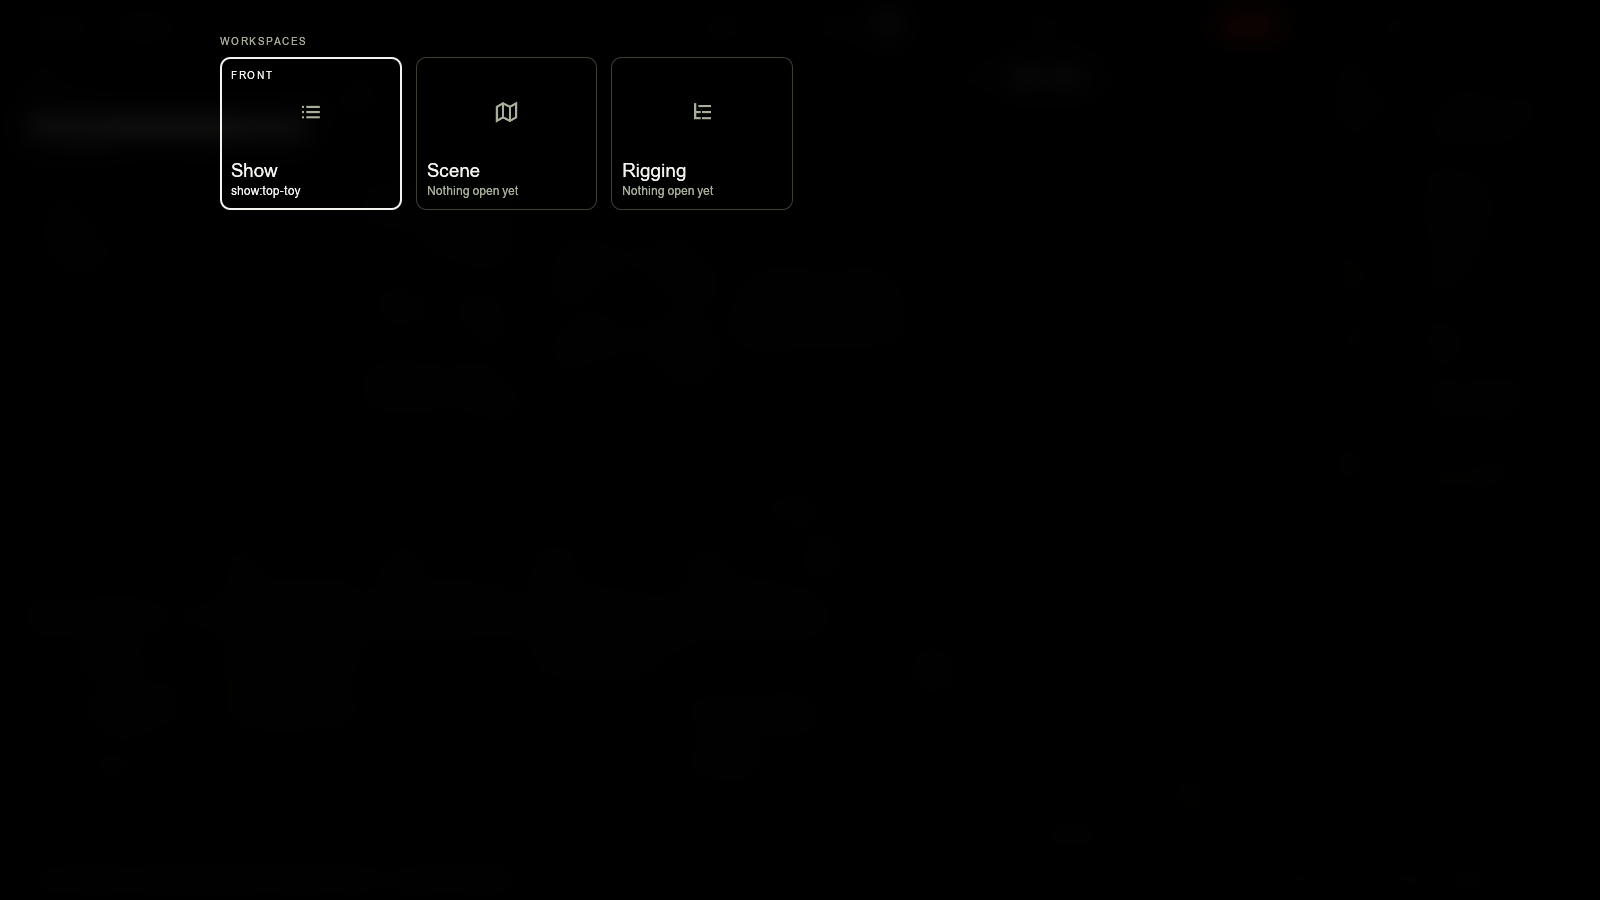 WORKSPACES
FRONT
Show
show:top-toy
Scene
Nothing open yet
Rigging
Nothing open yet